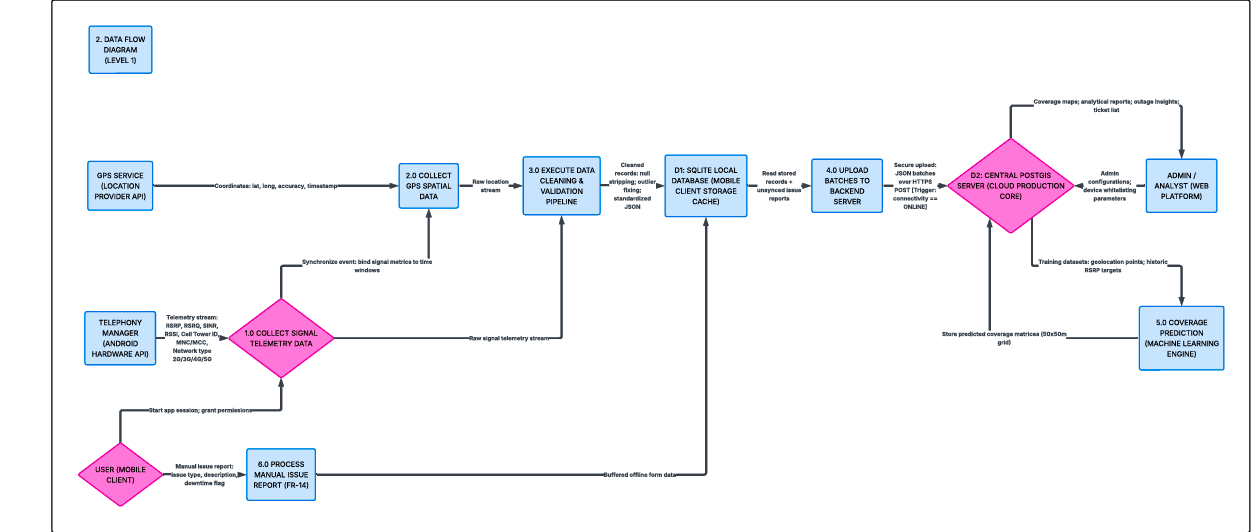 2. DATA FLOW
DIAGRAM
(LEVEL 1)
Coverage maps; analytical reports; outage insights;
ticket list
GPS SERVICE
(LOCATION
PROVIDER API)
Coordinates: lat, long, accuracy, timestamp
2.0 COLLECT
GPS SPATIAL
DATA
Raw location
stream
3.0 EXECUTE DATA
CLEANING &
VALIDATION
PIPELINE
Cleaned
records: null
stripping; outlier
fixing;
standardized
JSON
D1: SQLITE LOCAL
DATABASE (MOBILE
CLIENT STORAGE
CACHE)
Read stored
records +
unsynced issue
reports
4.0 UPLOAD
BATCHES TO
BACKEND
SERVER
Secure upload:
JSON batches
over HTTPS
POST [Trigger:
connectivity ==
ONLINE]
D2: CENTRAL POSTGIS
SERVER (CLOUD PRODUCTION
CORE)
Admin
configurations;
device whitelisting
parameters
ADMIN /
ANALYST (WEB
PLATFORM)
Synchronize event: bind signal metrics to time
windows
Training datasets: geolocation points; historic
RSRP targets
TELEPHONY
MANAGER
(ANDROID
HARDWARE API)
Telemetry stream:
RSRP, RSRQ, SINR,
RSSI, Cell Tower ID,
MNC/MCC,
Network type
2G/3G/4G/5G
1.0 COLLECT SIGNAL
TELEMETRY DATA
Raw signal telemetry stream
Store predicted coverage matrices (50x50m
grid)
5.0 COVERAGE
PREDICTION
(MACHINE LEARNING
ENGINE)
Start app session; grant permissions
USER (MOBILE
CLIENT)
Manual issue report:
issue type, description,
downtime flag
6.0 PROCESS
MANUAL ISSUE
REPORT (FR-14)
Buffered offline form data